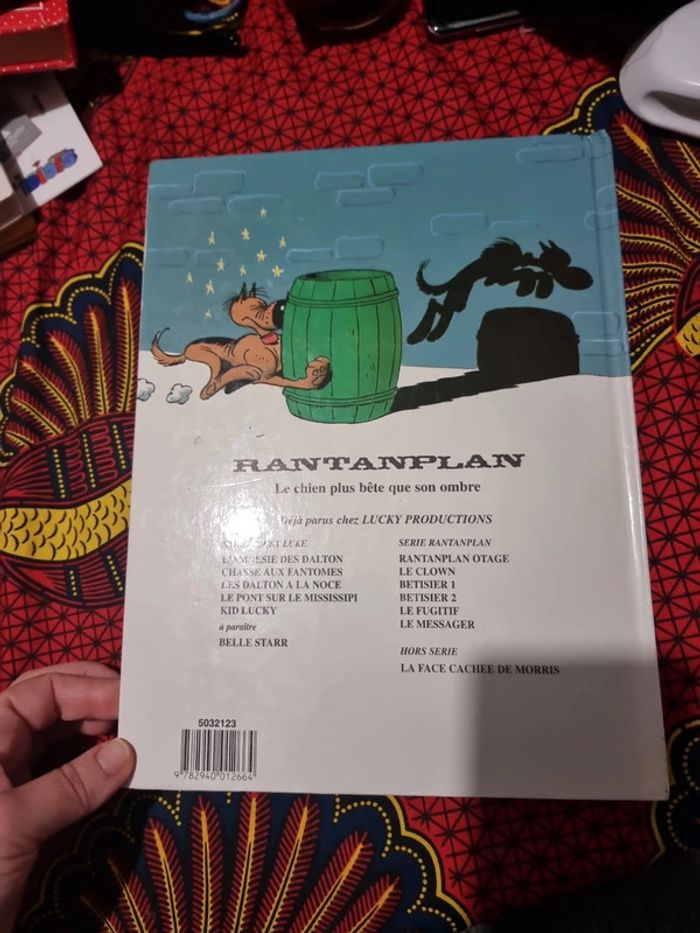 RANTANPLAN
Le chien plus bête que son ombre
Déjà parus chez LUCKY PRODUCTIONS
LUKE
L'AMNESIE DES DALTON
CHASSE AUX FANTOMES
LES DALTON A LA NOCE
LE PONT SUR LE MISSISIPI
KID LUCKY
à paraître
BELLE STARR
SERIE RANTANPLAN
RANTANPLAN OTAGE
LE CLOWN
BETISIER 1
BETISIER 2
LE FUGITIF
LE MESSAGER
HORS SERIE
LA FACE CACHEE DE MORRIS
5032123
9 782940 012664